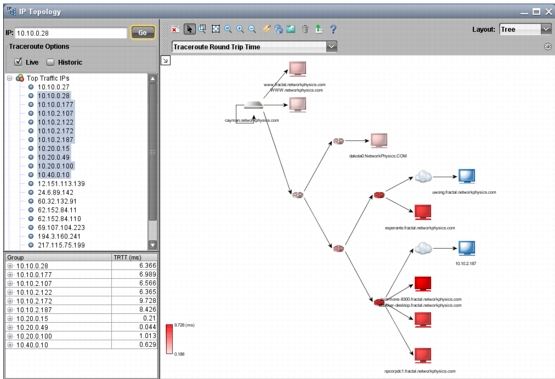 IP Topology
IP: 10.10.0.28
Go
Layout: Tree
Traceroute Options
Live
Historic
Traceroute Round Trip Time
Top Traffic IPs
10.10.0.27
10.10.0.28
10.10.0.177
10.10.2.107
10.10.2.122
10.10.2.172
10.10.2.187
10.20.0.15
10.20.0.49
10.20.0.100
10.40.0.10
12.151.113.139
24.6.89.142
60.32.132.91
62.152.84.11
62.152.84.110
69.107.104.223
194.3.160.241
217.115.75.199
Group TRTT (ms)
10.10.0.28 6.366
10.10.0.177 6.989
10.10.2.107 6.566
10.10.2.122 6.365
10.10.2.172 9.728
10.10.2.187 8.426
10.20.0.15 0.21
10.20.0.49 0.044
10.20.0.100 1.013
10.40.0.10 0.629
www.fractal.networkphysics.com
WWW.networkphysics.com
cayman.networkphysics.com
dakota0.NetworkPhysics.COM
uwong.fractal.networkphysics.com
esperanto.fractal.networkphysics.com
10.10.2.187
.fractal.networkphysics.com
desktop.fractal.networkphysics.com
npcorpdc1.fractal.networkphysics.com
9.728 (ms)
0.188